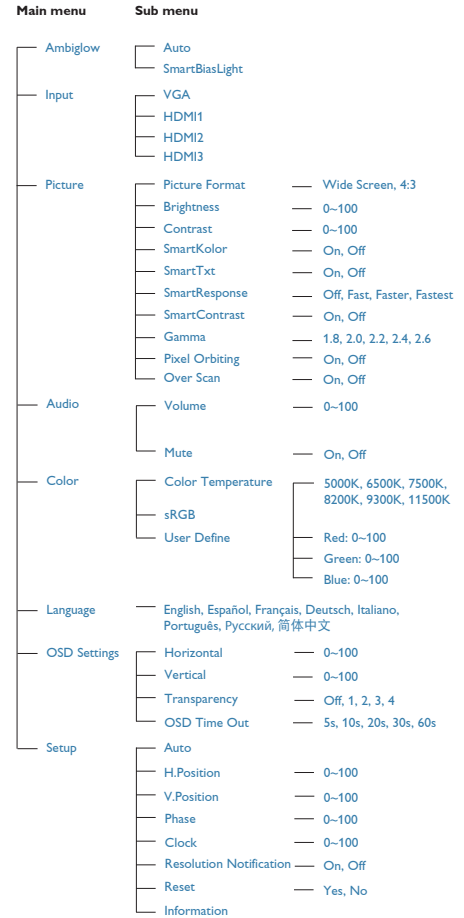 Main menu Sub menu
Ambiglow Auto
SmartBiasLight
Input VGA
HDMI1
HDMI2
HDMI3
Picture Picture Format Wide Screen, 4:3
Brightness 0~100
Contrast 0~100
SmartKolor On, Off
SmartTxt On, Off
SmartResponse Off, Fast, Faster, Fastest
SmartContrast On, Off
Gamma 1.8, 2.0, 2.2, 2.4, 2.6
Pixel Orbiting On, Off
Over Scan On, Off
Audio Volume 0~100
Mute On, Off
Color Color Temperature 5000K, 6500K, 7500K,
8200K, 9300K, 11500K
sRGB
User Define Red: 0~100
Green: 0~100
Blue: 0~100
Language English, Español, Français, Deutsch, Italiano,
Português, Русский, 简体中文
OSD Settings Horizontal 0~100
Vertical 0~100
Transparency Off, 1, 2, 3, 4
OSD Time Out 5s, 10s, 20s, 30s, 60s
Setup Auto
H.Position 0~100
V.Position 0~100
Phase 0~100
Clock 0~100
Resolution Notification On, Off
Reset Yes, No
Information